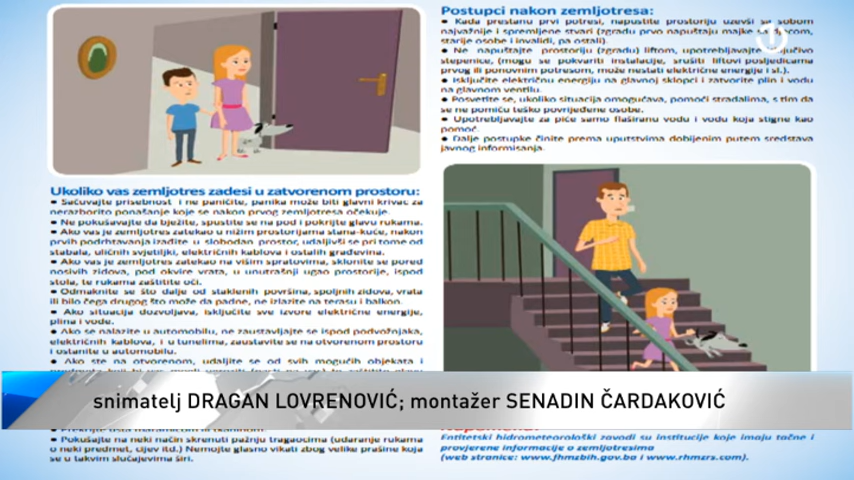 Ukoliko vas zemljotres zadesi u zatvorenom prostoru:
● Sačuvajte prisebnost i ne paničite, panika može biti glavni krivac za
nerazborito ponašanje koje se nakon prvog zemljotresa očekuje.
● Ne pokušavajte da bježite, spustite se na pod i pokrijte glavu rukama.
● Ako vas je zemljotres zatekao u nižim prostorijama stana-kuće, nakon
prvih podrhtavanja izađite u slobodan prostor, udaljivši se pri tome od
stabala, uličnih svjetiljki, električnih kablova i ostalih građevina.
● Ako vas je zemljotres zatekao na višim spratovima, sklonite se pored
nosivih zidova, pod okvire vrata, u unutrašnji ugao prostorije, ispod
stola, te rukama zaštitite oči.
● Odmaknite se što dalje od staklenih površina, spoljnih zidova, vrata
ili bilo čega drugog što može da padne, ne izlazite na terasu i balkon.
● Ako situacija dozvoljava, isključite sve izvore električne energije,
plina i vode.
● Ako se nalazite u automobilu, ne zaustavljajte se ispod podvožnjaka,
električnih kablova, i u tunelima, zaustavite se na otvorenom prostoru
i ostanite u automobilu.
● Ako ste na otvorenom, udaljite se od svih mogućih objekata i
● Pokušajte na neki način skrenuti pažnju tragaocima (udaranje rukama
o neki predmet, cijev itd.) Nemojte glasno vikati zbog velike prašine koja
se u takvim slučajevima širi.
Postupci nakon zemljotresa:
● Kada prestanu prvi potresi, napustite prostoriju uzevši sa sobom
najvažnije i spremljene stvari (zgradu prvo napuštaju majke sa djecom,
starije osobe i invalidi, pa ostali).
● Ne napuštajte prostoriju (zgradu) liftom, upotrebljavajte
stepenice, (mogu se pokvariti instalacije, srušiti liftovi posljedicama
prvog ili ponovnim potresom, može nestati električne energije i sl.).
● Isključite električnu energiju na glavnoj sklopci i zatvorite plin i vodu
na glavnom ventilu.
● Posvetite se, ukoliko situacija omogućava, pomoći stradalima, s tim da
se ne pomiču teško povrijeđene osobe.
● Upotrebljavajte za piće samo flaširanu vodu i vodu koja stigne kao
pomoć.
● Dalje postupke činite prema uputstvima dobijenim putem sredstava
javnog informisanja.
Entitetski hidrometeorološki zavodi su institucije koje imaju tačne i
provjerene informacije o zemljotresima
(web stranice: www.fhmzbih.gov.ba i www.rhmzrs.com).
snimatelj DRAGAN LOVRENOVIĆ; montažer SENADIN ČARDAKOVIĆ